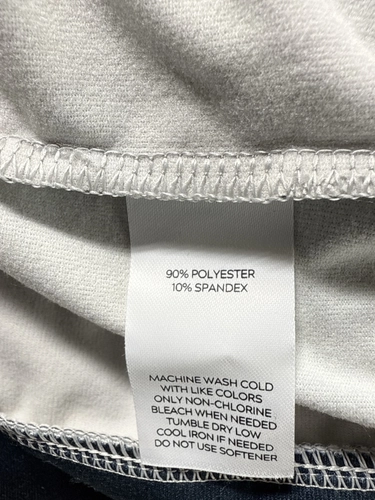 90% POLYESTER
10% SPANDEX
MACHINE WASH COLD
WITH LIKE COLORS
ONLY NON-CHLORINE
BLEACH WHEN NEEDED
TUMBLE DRY LOW
COOL IRON IF NEEDED
DO NOT USE SOFTENER